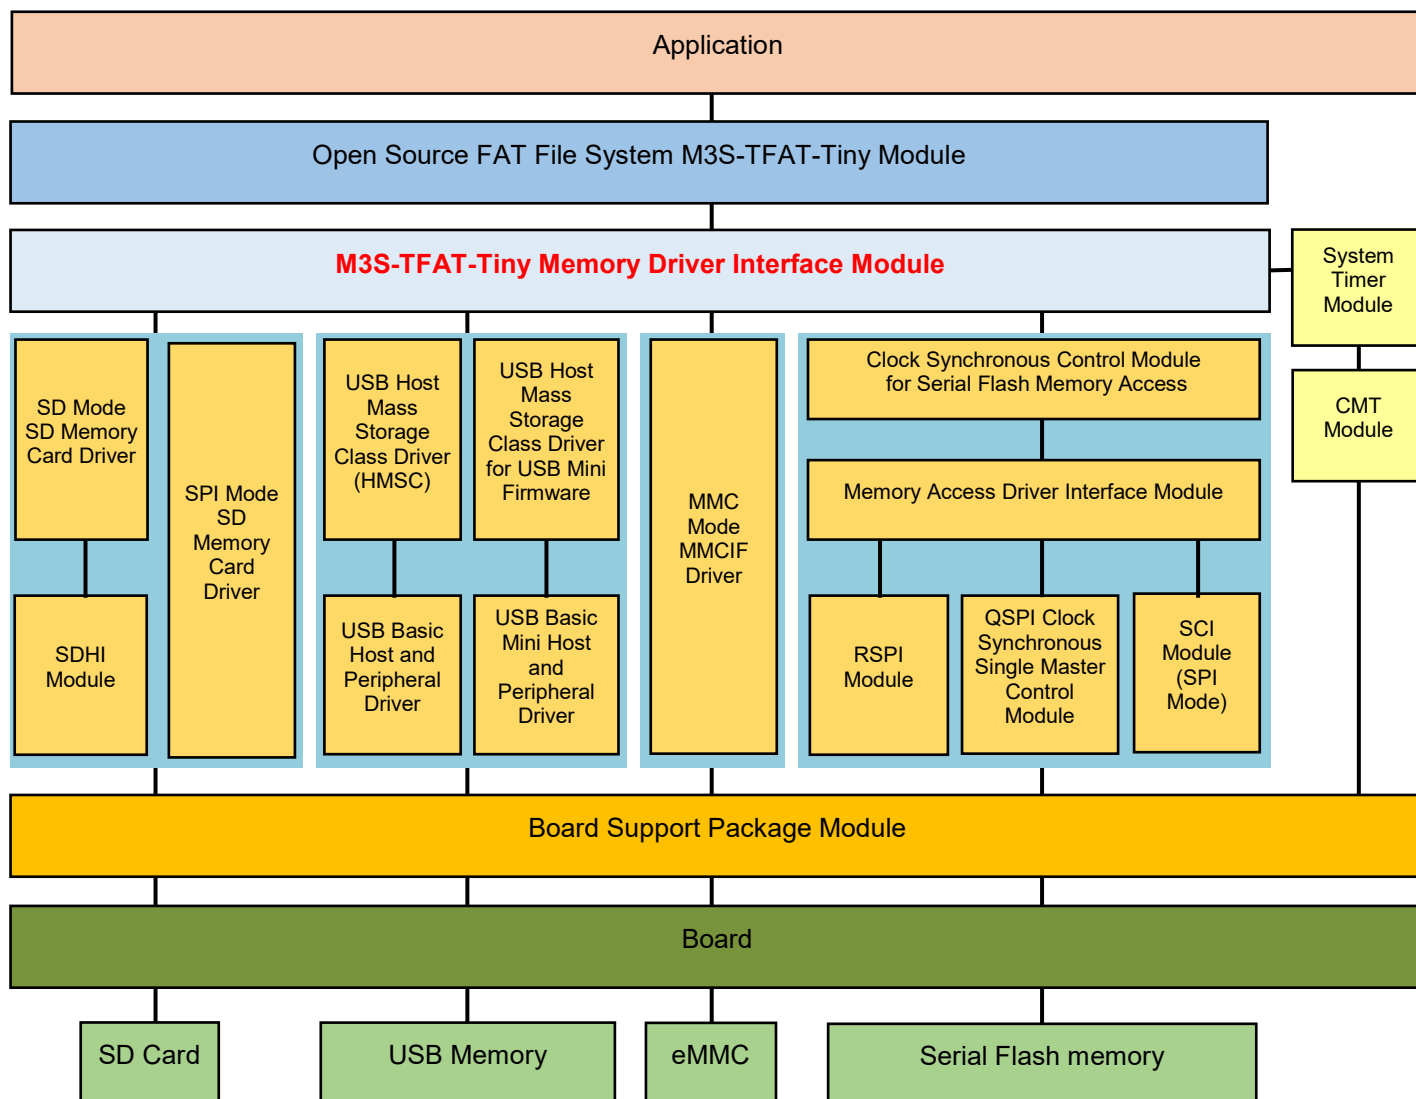 Application
Open Source FAT File System M3S-TFAT-Tiny Module
M3S-TFAT-Tiny Memory Driver Interface Module
System
Timer
Module
CMT
Module
SD Mode
SD Memory
Card Driver
SDHI
Module
SPI Mode
SD
Memory
Card
Driver
USB Host
Mass
Storage
Class Driver
(HMSC)
USB Basic
Host and
Peripheral
Driver
USB Host
Mass
Storage
Class Driver
for USB Mini
Firmware
USB Basic
Mini Host
and
Peripheral
Driver
MMC
Mode
MMCIF
Driver
Clock Synchronous Control Module
for Serial Flash Memory Access
Memory Access Driver Interface Module
RSPI
Module
QSPI Clock
Synchronous
Single Master
Control
Module
SCI
Module
(SPI
Mode)
Board Support Package Module
Board
SD Card
USB Memory
eMMC
Serial Flash memory